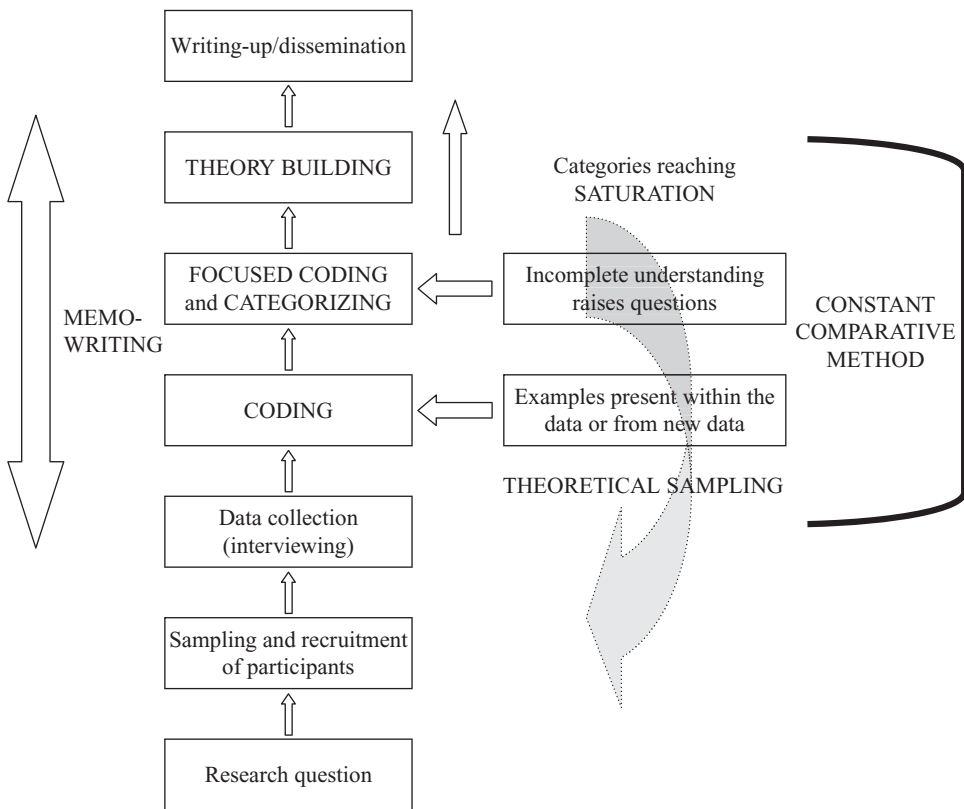 Writing-up/dissemination
THEORY BUILDING
Categories reaching
SATURATION
FOCUSED CODING
and CATEGORIZING
Incomplete understanding
raises questions
MEMO-
WRITING
CONSTANT
COMPARATIVE
METHOD
CODING
Examples present within the
data or from new data
THEORETICAL SAMPLING
Data collection
(interviewing)
Sampling and recruitment
of participants
Research question